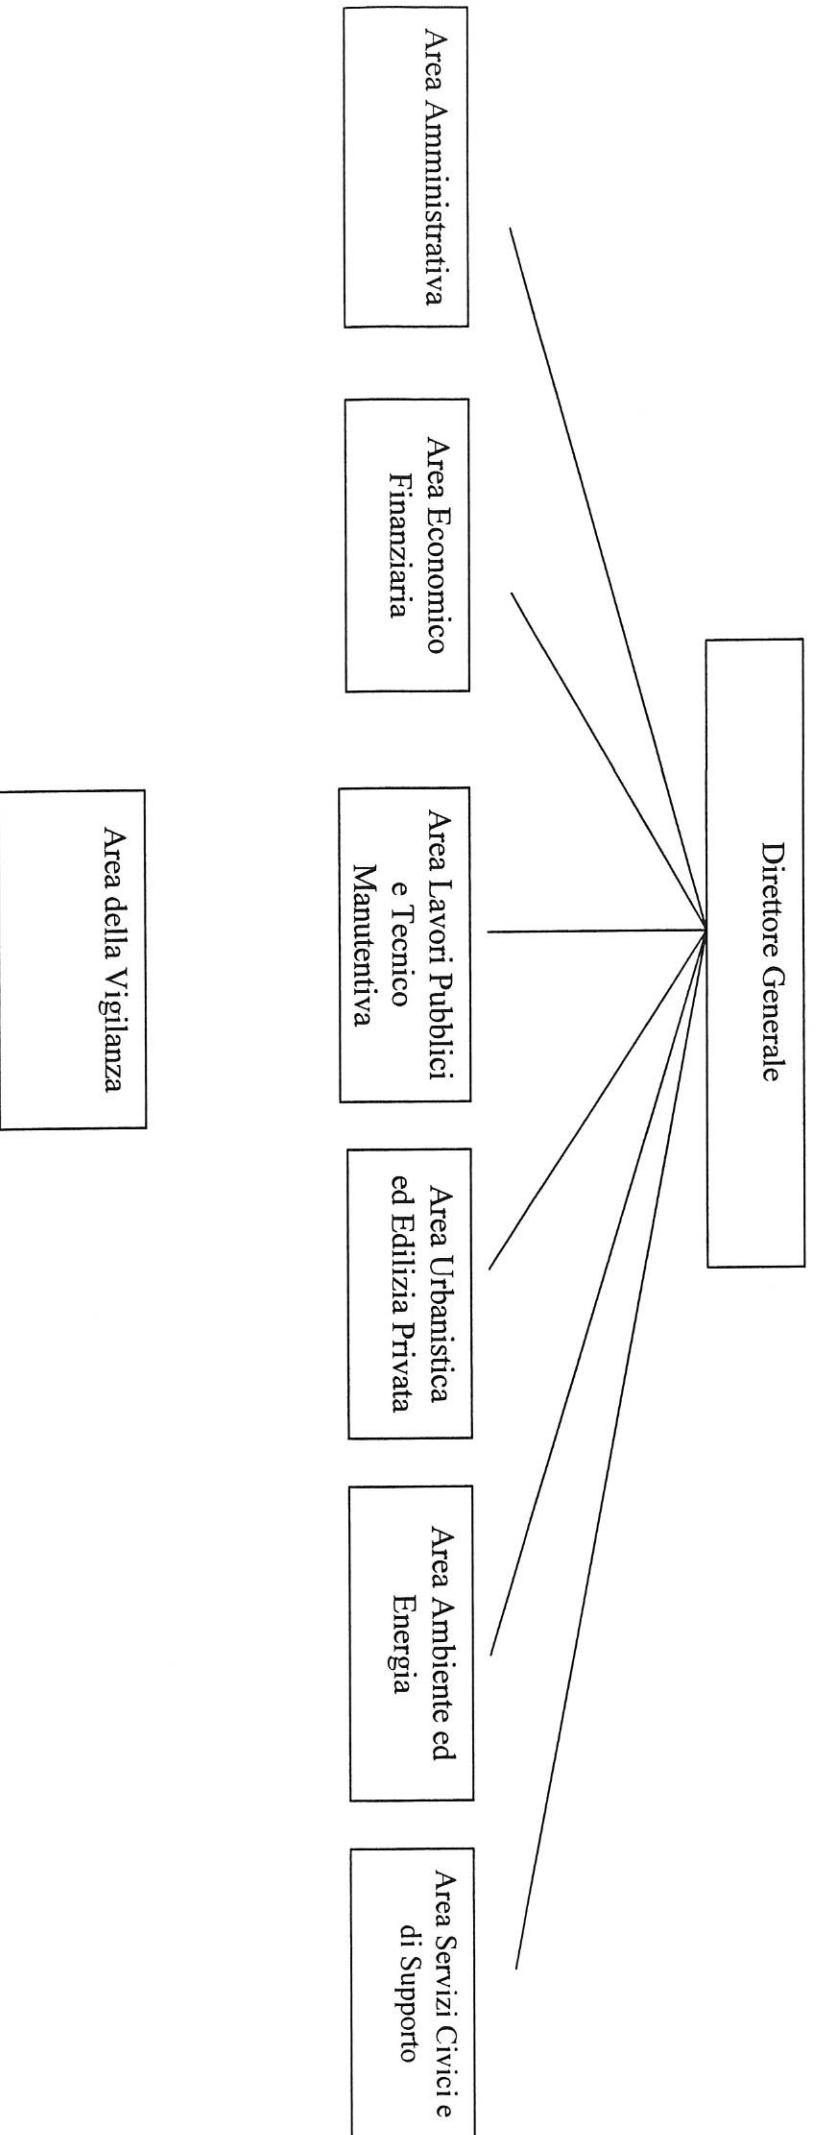 Direttore Generale
Area Amministrativa
Area Economico
Finanziaria
Area Lavori Pubblici
e Tecnico
Manutentiva
Area Urbanistica
ed Edilizia Privata
Area Ambiente ed
Energia
Area Servizi Civici e
di Supporto
Area della Vigilanza